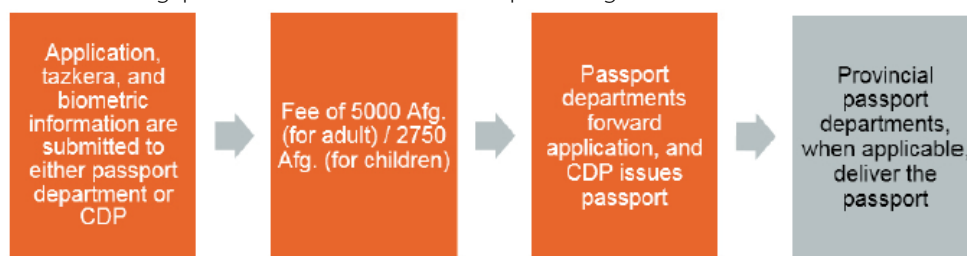 Application,
tazkera, and
biometric
information are
submitted to
either passport
department or
CDP
Fee of 5000 Afg.
(for adult) / 2750
Afg. (for children)
Passport
departments
forward
application, and
CDP issues
passport
Provincial
passport
departments,
when applicable,
deliver the
passport